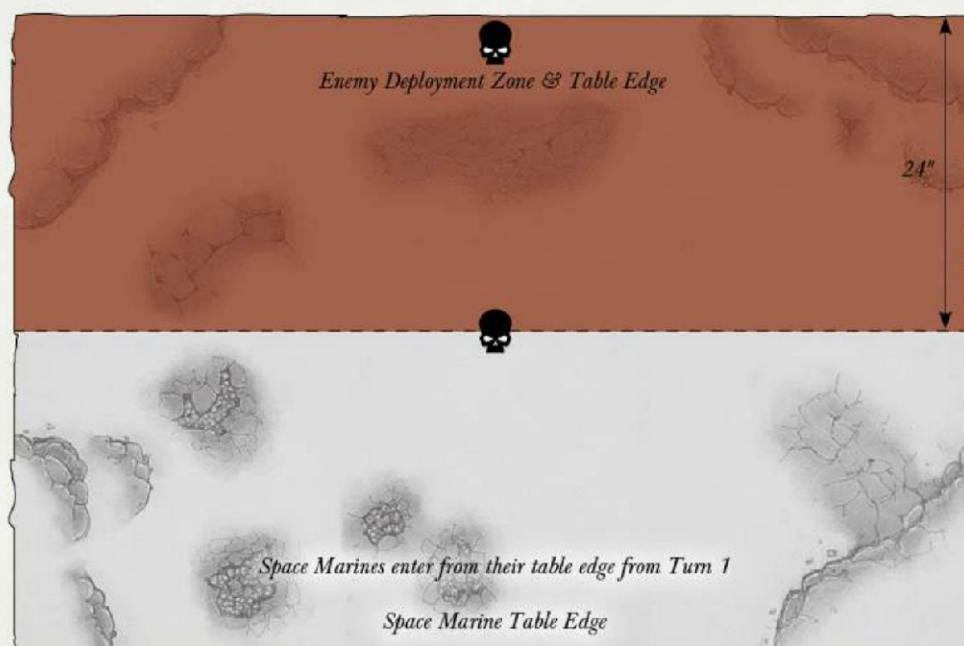 Enemy Deployment Zone & Table Edge
24"
Space Marines enter from their table edge from Turn 1
Space Marine Table Edge